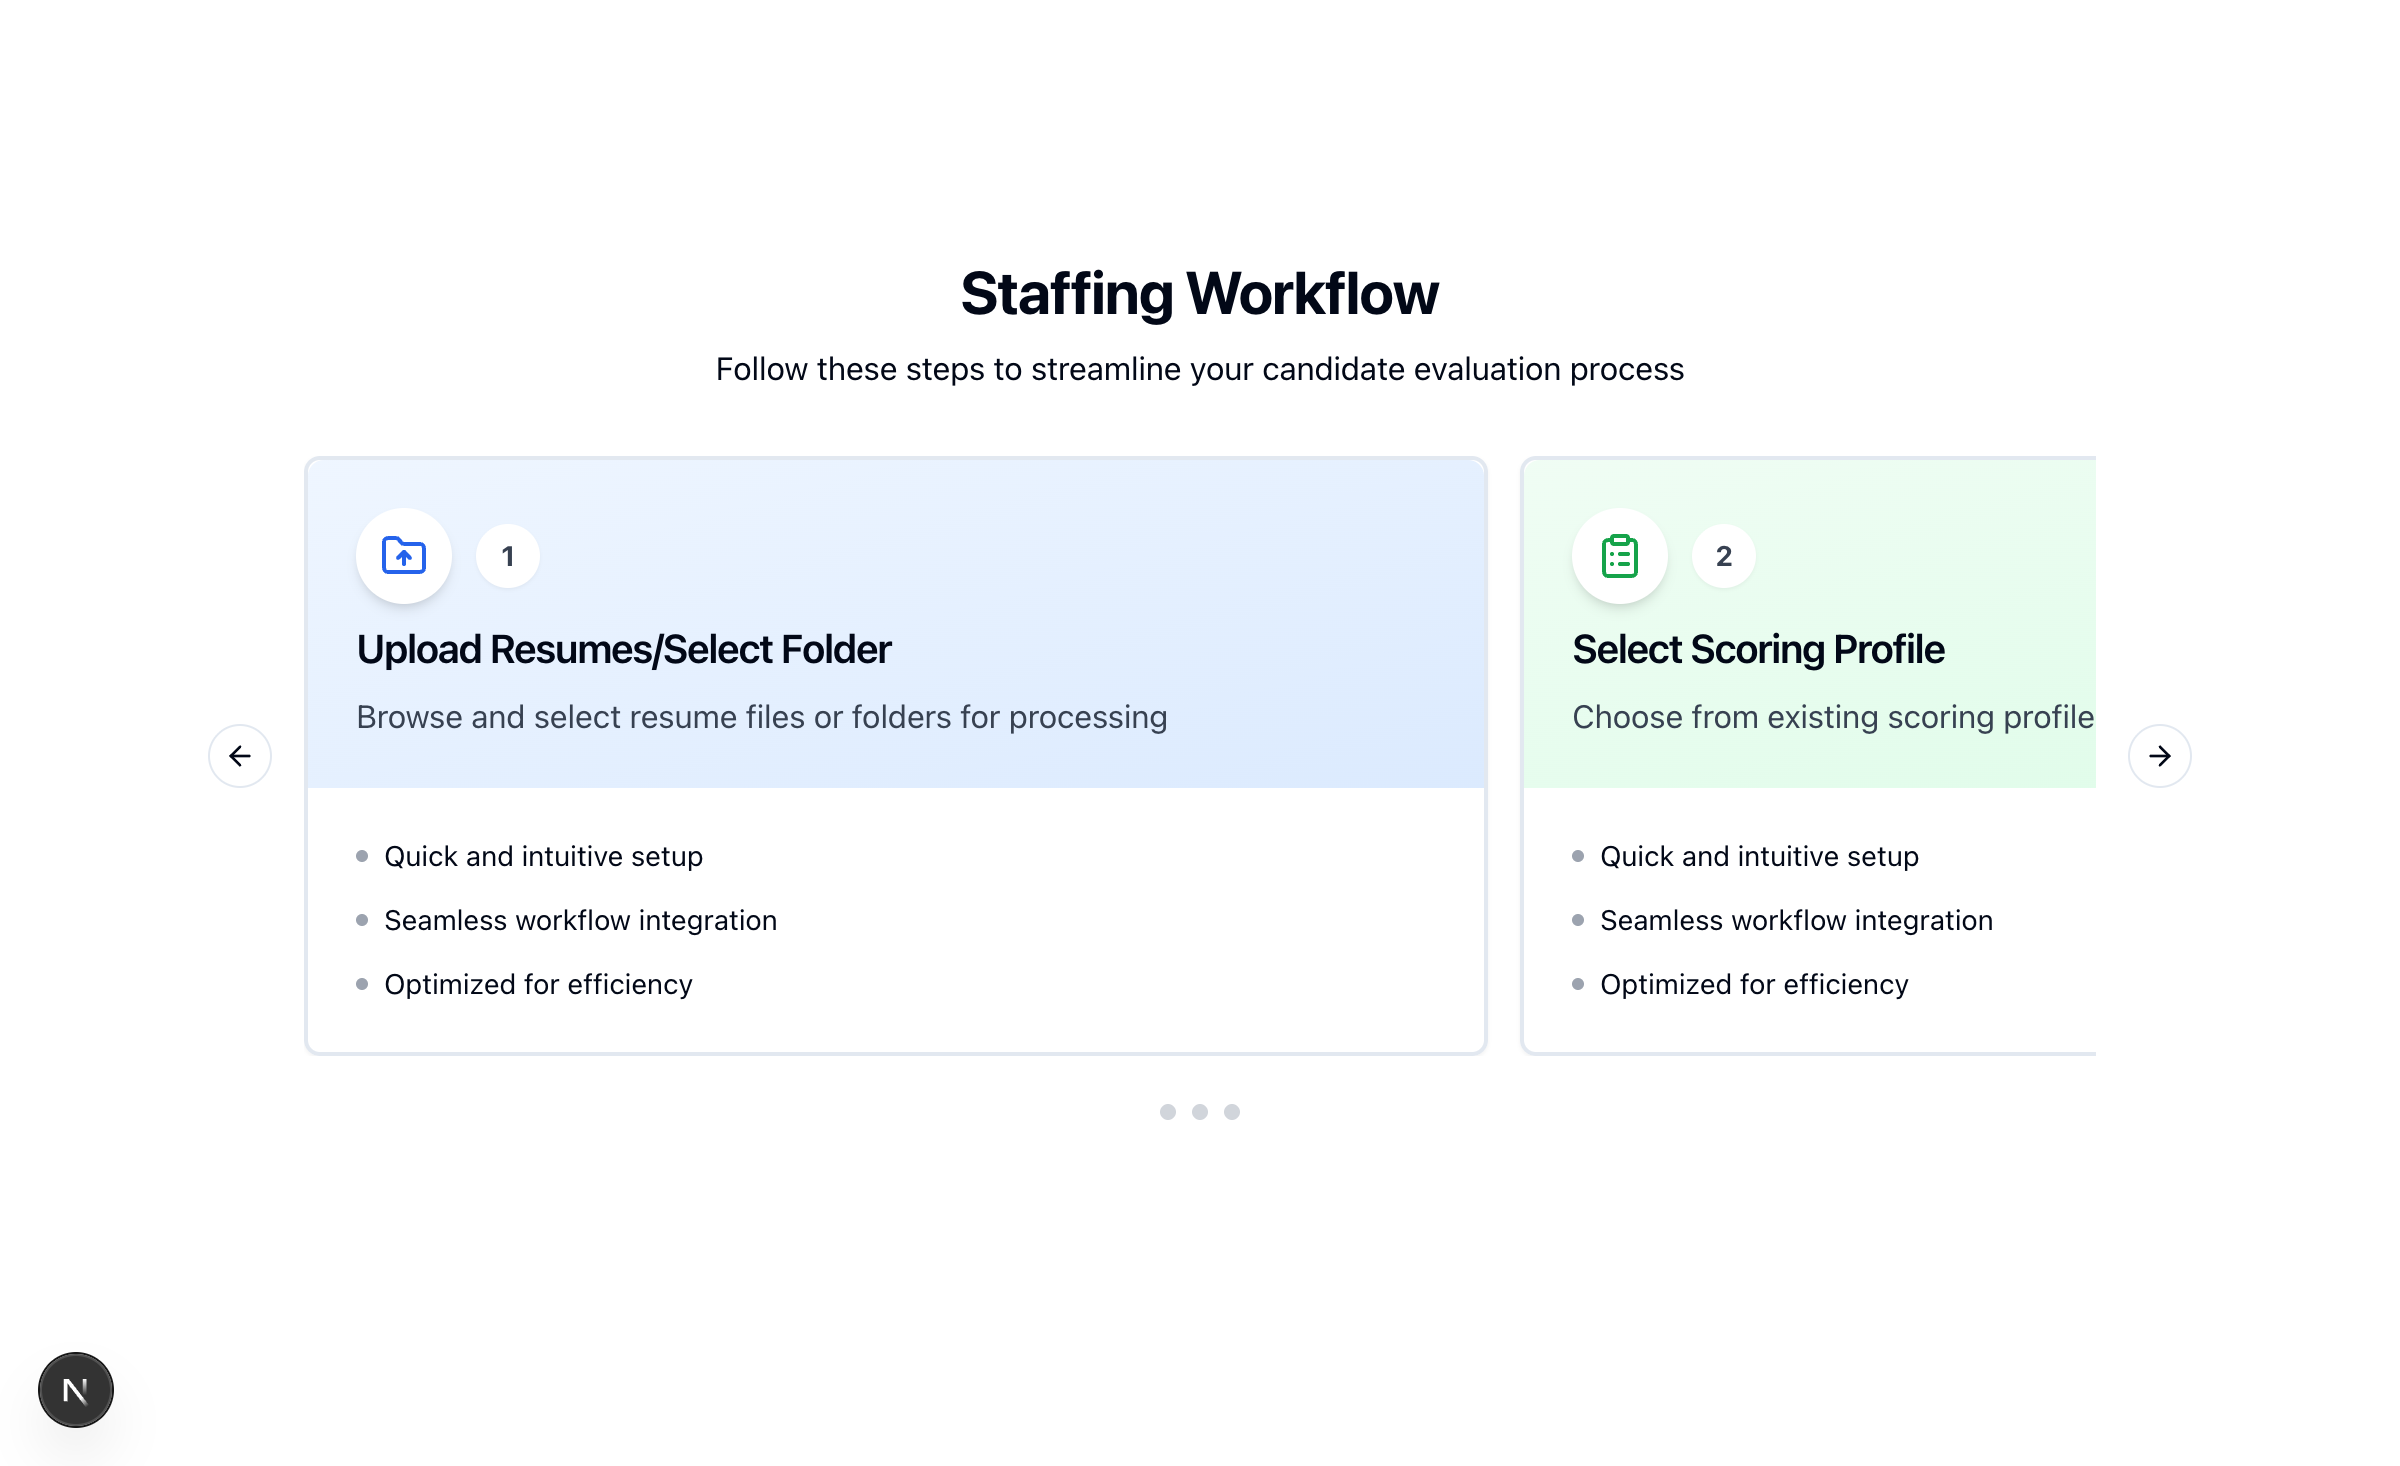 Staffing Workflow
Follow these steps to streamline your candidate evaluation process
1
Upload Resumes/Select Folder
Browse and select resume files or folders for processing
Quick and intuitive setup
Seamless workflow integration
Optimized for efficiency
2
Select Scoring Profile
Choose from existing scoring profile
Quick and intuitive setup
Seamless workflow integration
Optimized for efficiency
N